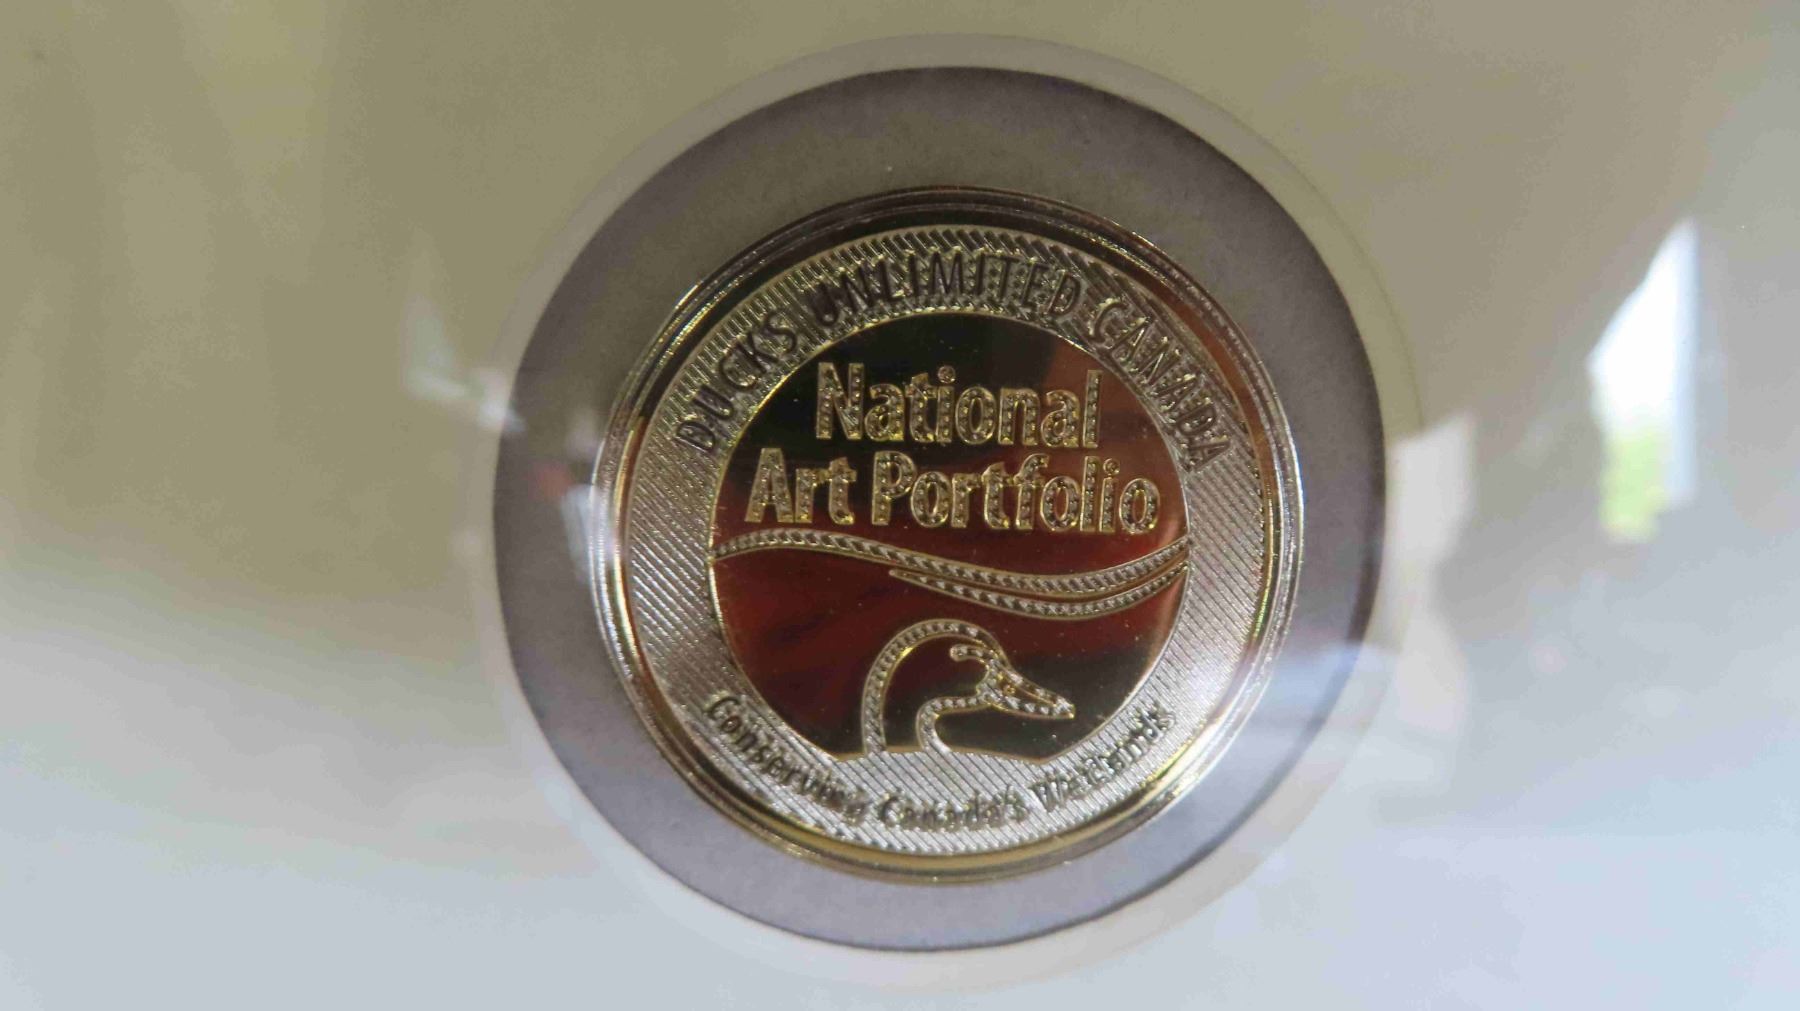 DUCKS UNLIMITED CANADA
National
Art Portfolio
Conserving Canada's Wetlands